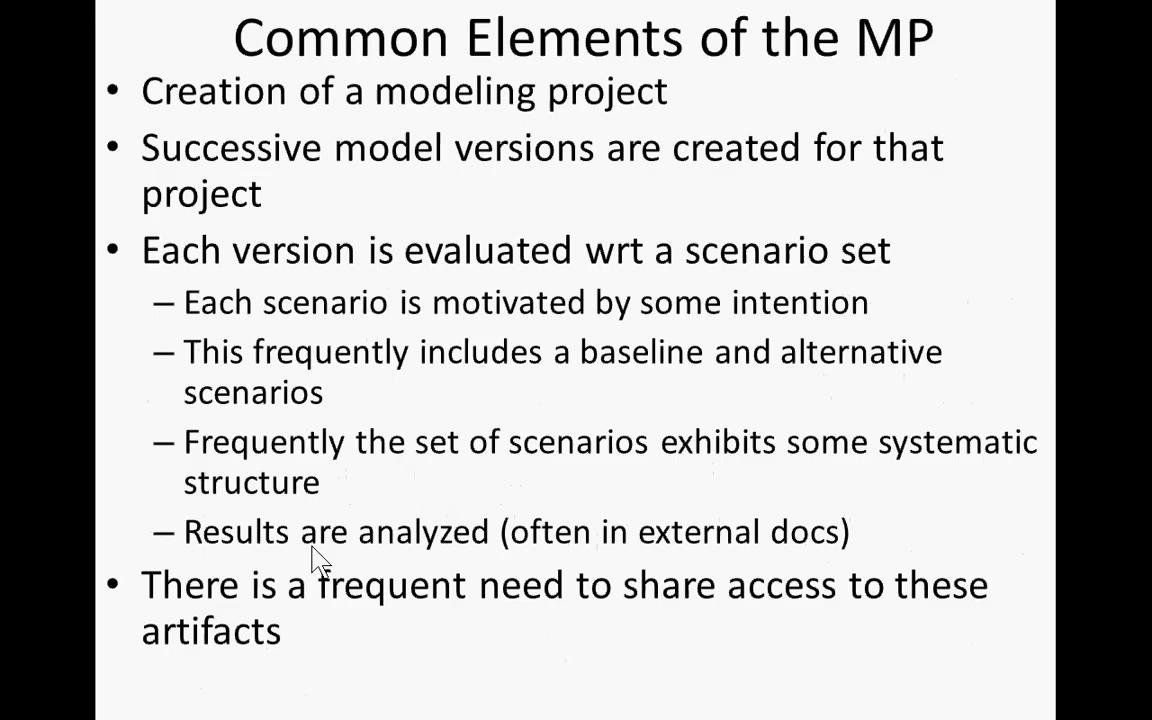 Common Elements of the MP
• Creation of a modeling project
• Successive model versions are created for that
project
• Each version is evaluated wrt a scenario set
– Each scenario is motivated by some intention
– This frequently includes a baseline and alternative
scenarios
– Frequently the set of scenarios exhibits some systematic
structure
– Results are analyzed (often in external docs)
• There is a frequent need to share access to these
artifacts